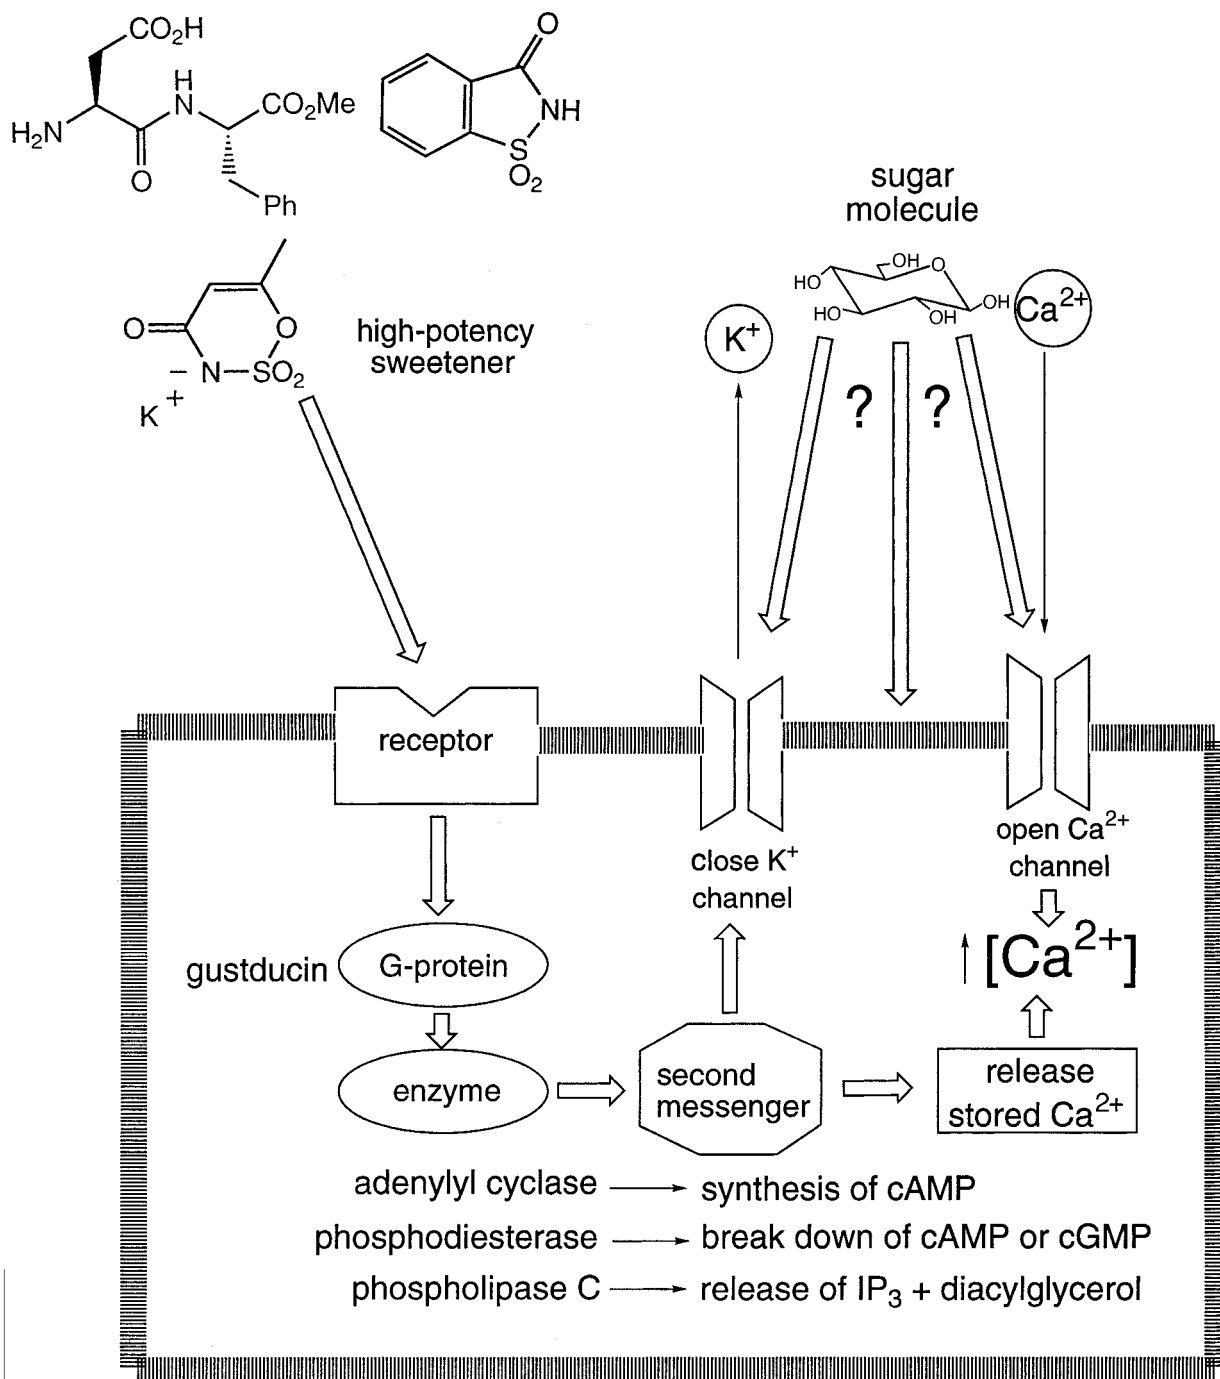 CO₂H
H
N
CO₂Me
H₂N
O
Ph
O
NH
S
O₂
O
O
N
SO₂
−
K⁺
high-potency
sweetener
sugar
molecule
OH
O
HO
HO
OH
OH
K⁺
Ca²⁺
? ?
receptor
close K⁺
channel
open Ca²⁺
channel
gustducin
G-protein
↑ [Ca²⁺]
enzyme
second
messenger
release
stored Ca²⁺
adenylyl cyclase → synthesis of cAMP
phosphodiesterase → break down of cAMP or cGMP
phospholipase C → release of IP₃ + diacylglycerol